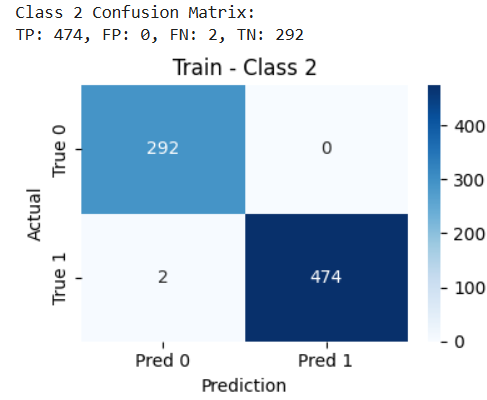 Class 2 Confusion Matrix:
TP: 474, FP: 0, FN: 2, TN: 292
Train - Class 2
Actual
True 0
292
0
True 1
2
474
Pred 0
Pred 1
Prediction
400
300
200
100
0